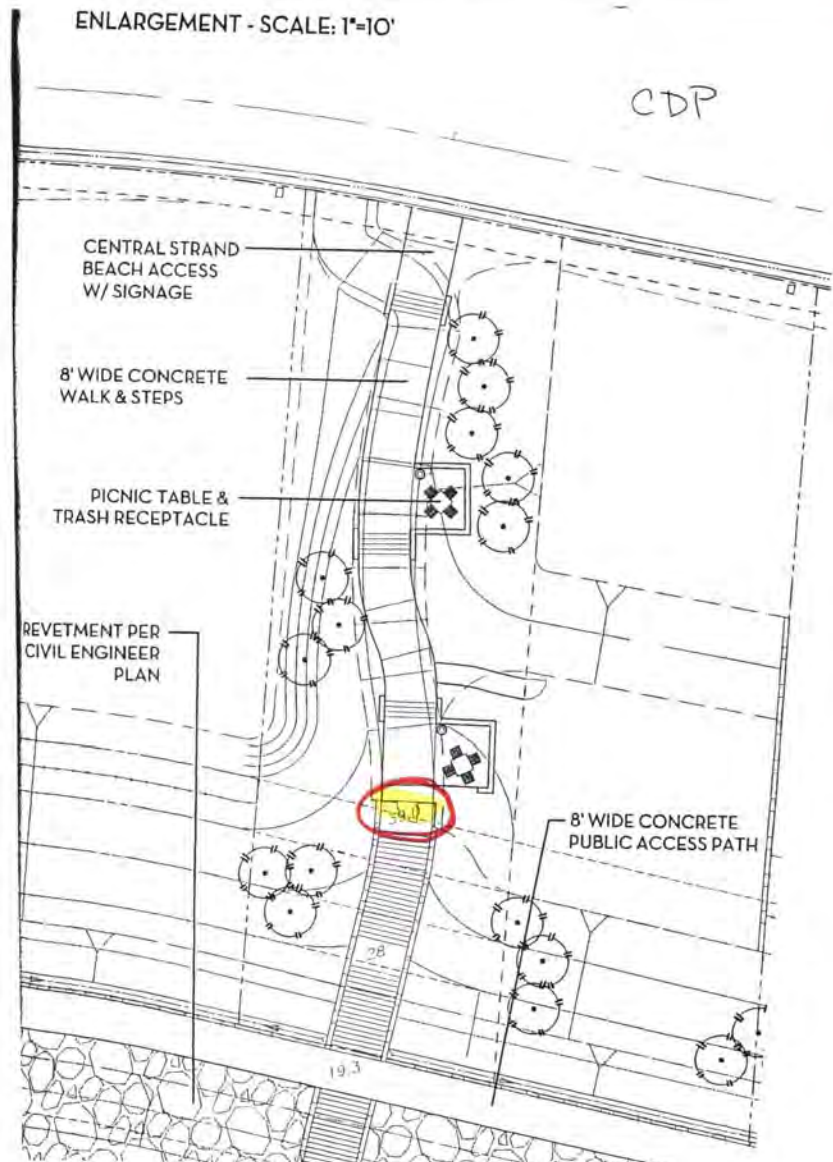 ENLARGEMENT - SCALE: 1"=10'
CDP
CENTRAL STRAND
BEACH ACCESS
W/ SIGNAGE
8' WIDE CONCRETE
WALK & STEPS
PICNIC TABLE &
TRASH RECEPTACLE
REVETMENT PER
CIVIL ENGINEER
PLAN
8' WIDE CONCRETE
PUBLIC ACCESS PATH
28
19.3